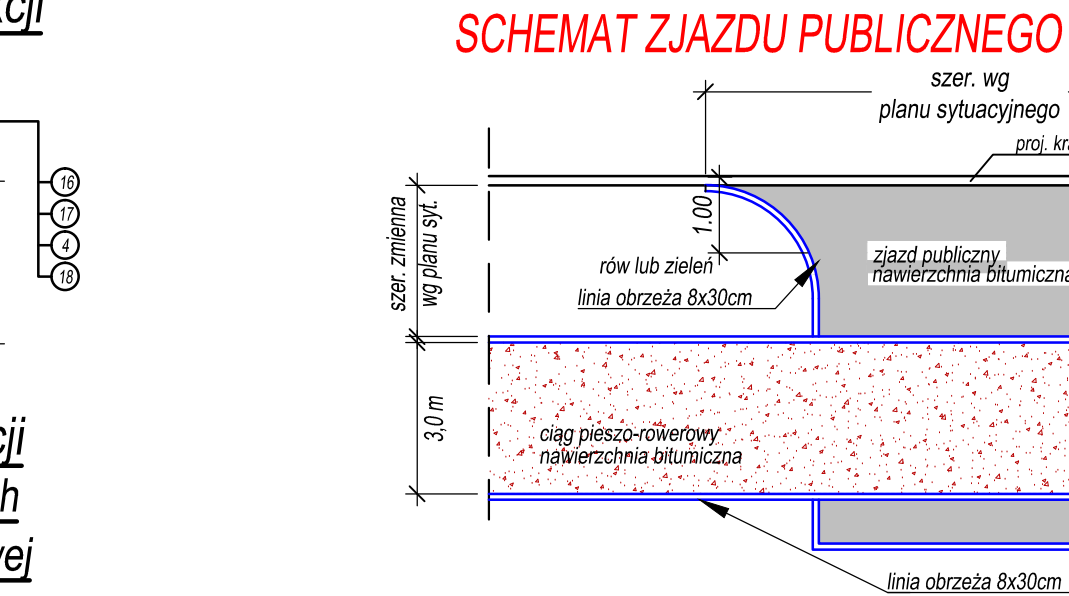 SCHEMAT ZJAZDU PUBLICZNEGO
szer. wg
planu sytuacyjnego
proj.
16
17
4
18
szer. zmienna
wg planu syt.
1.00
rów lub zieleń
linia obrzeża 8x30cm
zjazd publiczny
nawierzchnia bitumiczna
3,0 m
ciąg pieszo-rowerowy
nawierzchnia bitumiczna
linia obrzeża 8x30cm